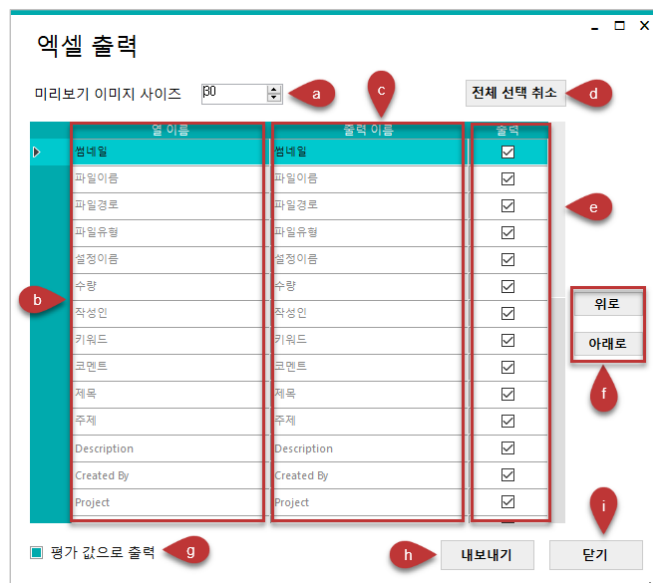 엑셀 출력
미리보기 이미지 사이즈 80 a c 전체 선택 취소 d
열 이름 출력 이름 출력
썸네일 썸네일
파일이름 파일이름
파일경로 파일경로 e
파일유형 파일유형
설정이름 설정이름
수량 수량
b 작성인 작성인 위로
키워드 키워드 아래로
코멘트 코멘트
제목 제목 f
주제 주제
Description Description
Created By Created By
Project Project i
평가 값으로 출력 g h 내보내기 닫기